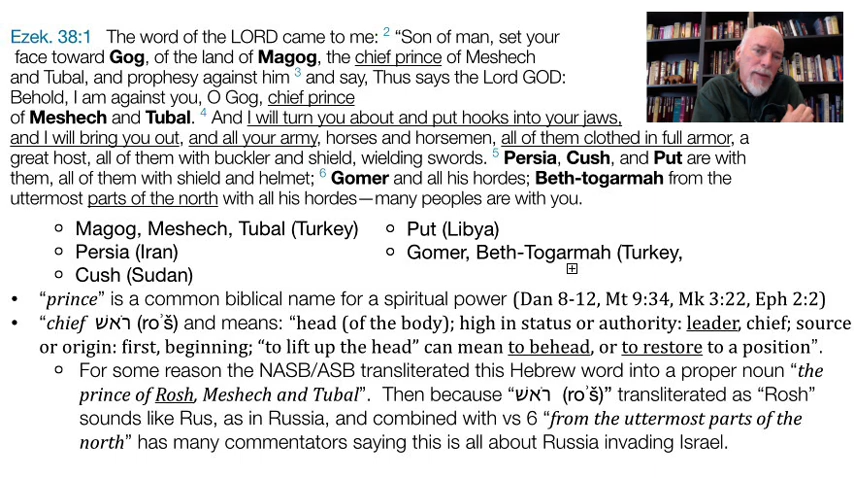 Ezek. 38:1 The word of the LORD came to me: 2 “Son of man, set your
face toward Gog, of the land of Magog, the chief prince of Meshech
and Tubal, and prophesy against him 3 and say, Thus says the Lord GOD:
Behold, I am against you, O Gog, chief prince
of Meshech and Tubal. 4 And I will turn you about and put hooks into your jaws,
and I will bring you out, and all your army, horses and horsemen, all of them clothed in full armor, a
great host, all of them with buckler and shield, wielding swords. 5 Persia, Cush, and Put are with
them, all of them with shield and helmet; 6 Gomer and all his hordes; Beth-togarmah from the
uttermost parts of the north with all his hordes—many peoples are with you.
Magog, Meshech, Tubal (Turkey)
Persia (Iran)
Cush (Sudan)
Put (Libya)
Gomer, Beth-Togarmah (Turkey,
“prince” is a common biblical name for a spiritual power (Dan 8-12, Mt 9:34, Mk 3:22, Eph 2:2)
“chief רֹאשׁ (roʾš) and means: “head (of the body); high in status or authority: leader, chief; source
or origin: first, beginning; “to lift up the head” can mean to behead, or to restore to a position”.
For some reason the NASB/ASB transliterated this Hebrew word into a proper noun “the
prince of Rosh, Meshech and Tubal”. Then because “רֹאשׁ (roʾš)” transliterated as “Rosh”
sounds like Rus, as in Russia, and combined with vs 6 “from the uttermost parts of the
north” has many commentators saying this is all about Russia invading Israel.